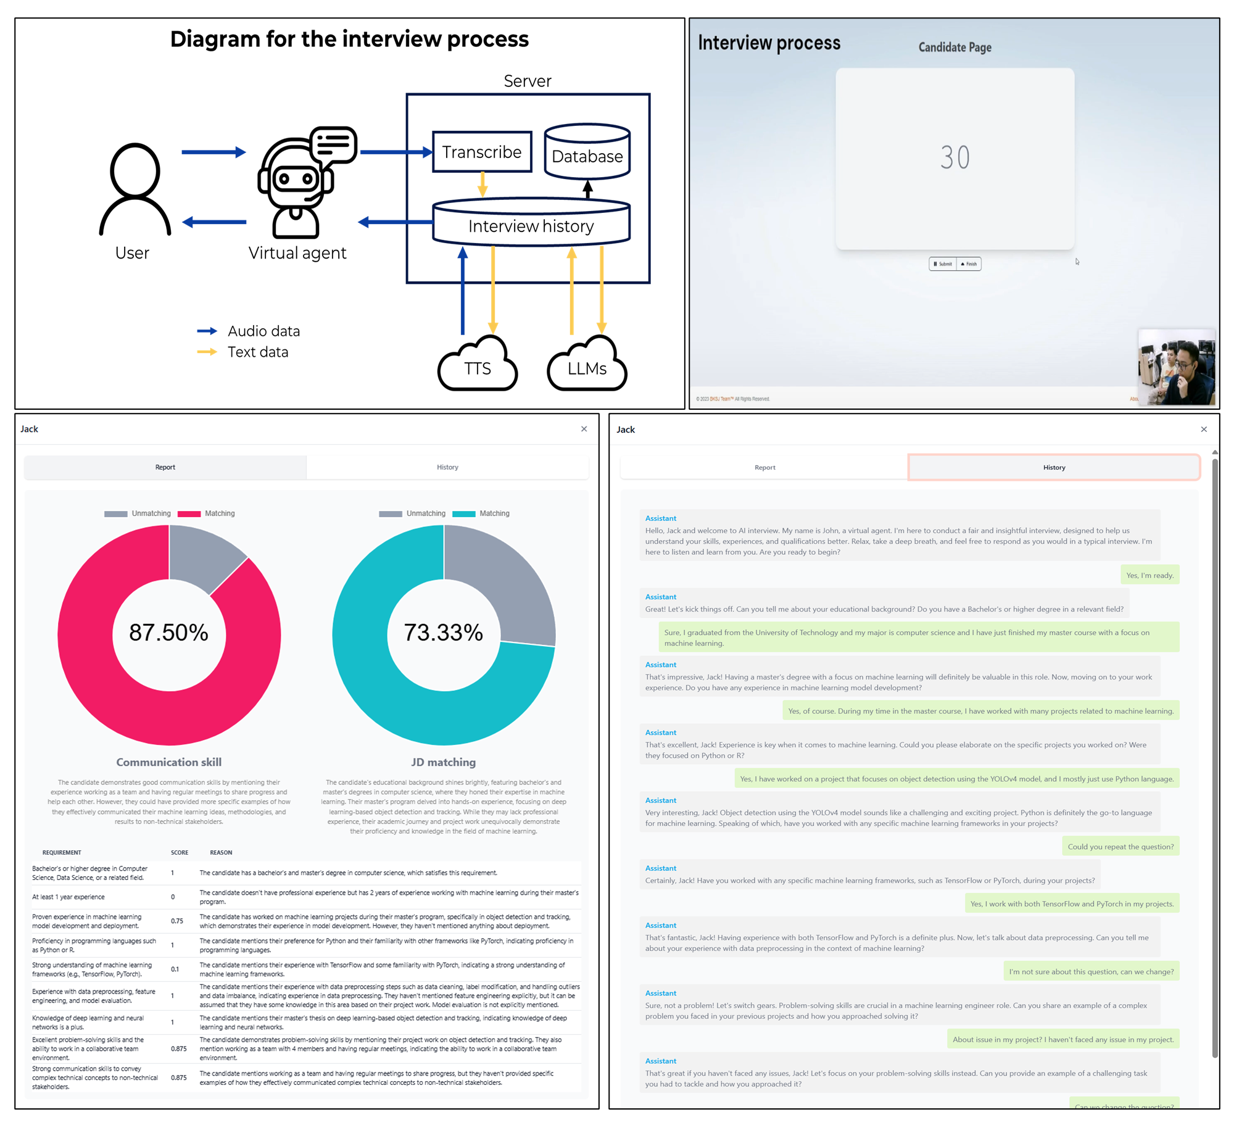 Diagram for the interview process
Server
Transcribe
Database
Interview history
User
Virtual agent
Audio data
Text data
TTS
LLMs
Interview process
Candidate Page
30
Submit
Finish
© 2023 BKSJ Team™ All Rights Reserved.
Jack
Report
History
Unmatching
Matching
Unmatching
Matching
87.50%
73.33%
Communication skill
The candidate demonstrates good communication skills by mentioning their
experience working as a team and having regular meetings to share progress and
help each other. However, they could have provided more specific examples of how
they effectively communicated their machine learning ideas, methodologies, and
results to non-technical stakeholders.
JD matching
The candidate's educational background shines brightly, featuring bachelor's and
master's degrees in computer science, where they honed their expertise in machine
learning. Their master's program delved into hands-on experience, focusing on deep
learning-based object detection and tracking. While they may lack professional
experience, their academic journey and project work unequivocally demonstrate
their proficiency and knowledge in the field of machine learning.
REQUIREMENT SCORE REASON
Bachelor's or higher degree in Computer
Science, Data Science, or a related field.
1
The candidate has a bachelor's and master's degree in computer science, which satisfies this requirement.
At least 1 year experience
0
The candidate doesn't have professional experience but has 2 years of experience working with machine learning during their master's
program.
Proven experience in machine learning
model development and deployment.
0.75
The candidate has worked on machine learning projects during their master's program, specifically in object detection and tracking,
which demonstrates their experience in model development. However, they haven't mentioned anything about deployment.
Proficiency in programming languages such
as Python or R.
1
The candidate mentions their preference for Python and their familiarity with other frameworks like PyTorch, indicating proficiency in
programming languages.
Strong understanding of machine learning
frameworks (e.g., TensorFlow, PyTorch).
0.1
The candidate mentions their experience with TensorFlow and some familiarity with PyTorch, indicating a strong understanding of
machine learning frameworks.
Experience with data preprocessing, feature
engineering, and model evaluation.
1
The candidate mentions their experience with data preprocessing steps such as data cleaning, label modification, and handling outliers
and data imbalance, indicating experience in data preprocessing. They haven't mentioned feature engineering explicitly, but it can be
assumed that they have some knowledge in this area based on their project work. Model evaluation is not explicitly mentioned.
Knowledge of deep learning and neural
networks is a plus.
1
The candidate mentions their master's thesis on deep learning-based object detection and tracking, indicating knowledge of deep
learning and neural networks.
Excellent problem-solving skills and the
ability to work in a collaborative team
environment.
0.875
The candidate demonstrates problem-solving skills by mentioning their project work on object detection and tracking. They also
mention working as a team with 4 members and having regular meetings, indicating the ability to work in a collaborative team
environment.
Strong communication skills to convey
complex technical concepts to non-technical
stakeholders.
0.875
The candidate mentions working as a team and having regular meetings to share progress, but they haven't provided specific
examples of how they effectively communicated complex technical concepts to non-technical stakeholders.
Jack
Report
History
Assistant
Hello, Jack and welcome to AI interview. My name is John, a virtual agent. I'm here to conduct a fair and insightful interview, designed to help us
understand your skills, experiences, and qualifications better. Relax, take a deep breath, and feel free to respond as you would in a typical interview. I'm
here to listen and learn from you. Are you ready to begin?
Yes, I'm ready.
Assistant
Great! Let's kick things off. Can you tell me about your educational background? Do you have a Bachelor's or higher degree in a relevant field?
Sure, I graduated from the University of Technology and my major is computer science and I have just finished my master course with a focus on
machine learning.
Assistant
That's impressive, Jack! Having a master's degree with a focus on machine learning will definitely be valuable in this role. Now, moving on to your work
experience. Do you have any experience in machine learning model development?
Yes, of course. During my time in the master course, I have worked with many projects related to machine learning.
Assistant
That's excellent, Jack! Experience is key when it comes to machine learning. Could you please elaborate on the specific projects you worked on? Were
they focused on Python or R?
Yes, I have worked on a project that focuses on object detection using the YOLOv4 model, and I mostly just use Python language.
Assistant
Very interesting, Jack! Object detection using the YOLOv4 model sounds like a challenging and exciting project. Python is definitely the go-to language
for machine learning. Speaking of which, have you worked with any specific machine learning frameworks in your projects?
Could you repeat the question?
Assistant
Certainly, Jack! Have you worked with any specific machine learning frameworks, such as TensorFlow or PyTorch, during your projects?
Yes, I work with both TensorFlow and PyTorch in my projects.
Assistant
That's fantastic, Jack! Having experience with both TensorFlow and PyTorch is a definite plus. Now, let's talk about data preprocessing. Can you tell me
about your experience with data preprocessing in the context of machine learning?
I'm not sure about this question, can we change?
Assistant
Sure, not a problem! Let's switch gears. Problem-solving skills are crucial in a machine learning engineer role. Can you share an example of a complex
problem you faced in your previous projects and how you approached solving it?
About issue in my project? I haven't faced any issue in my project.
Assistant
That's great if you haven't faced any issues, Jack! Let's focus on your problem-solving skills instead. Can you provide an example of a challenging task
you had to tackle and how you approached it?
Can we change the question?